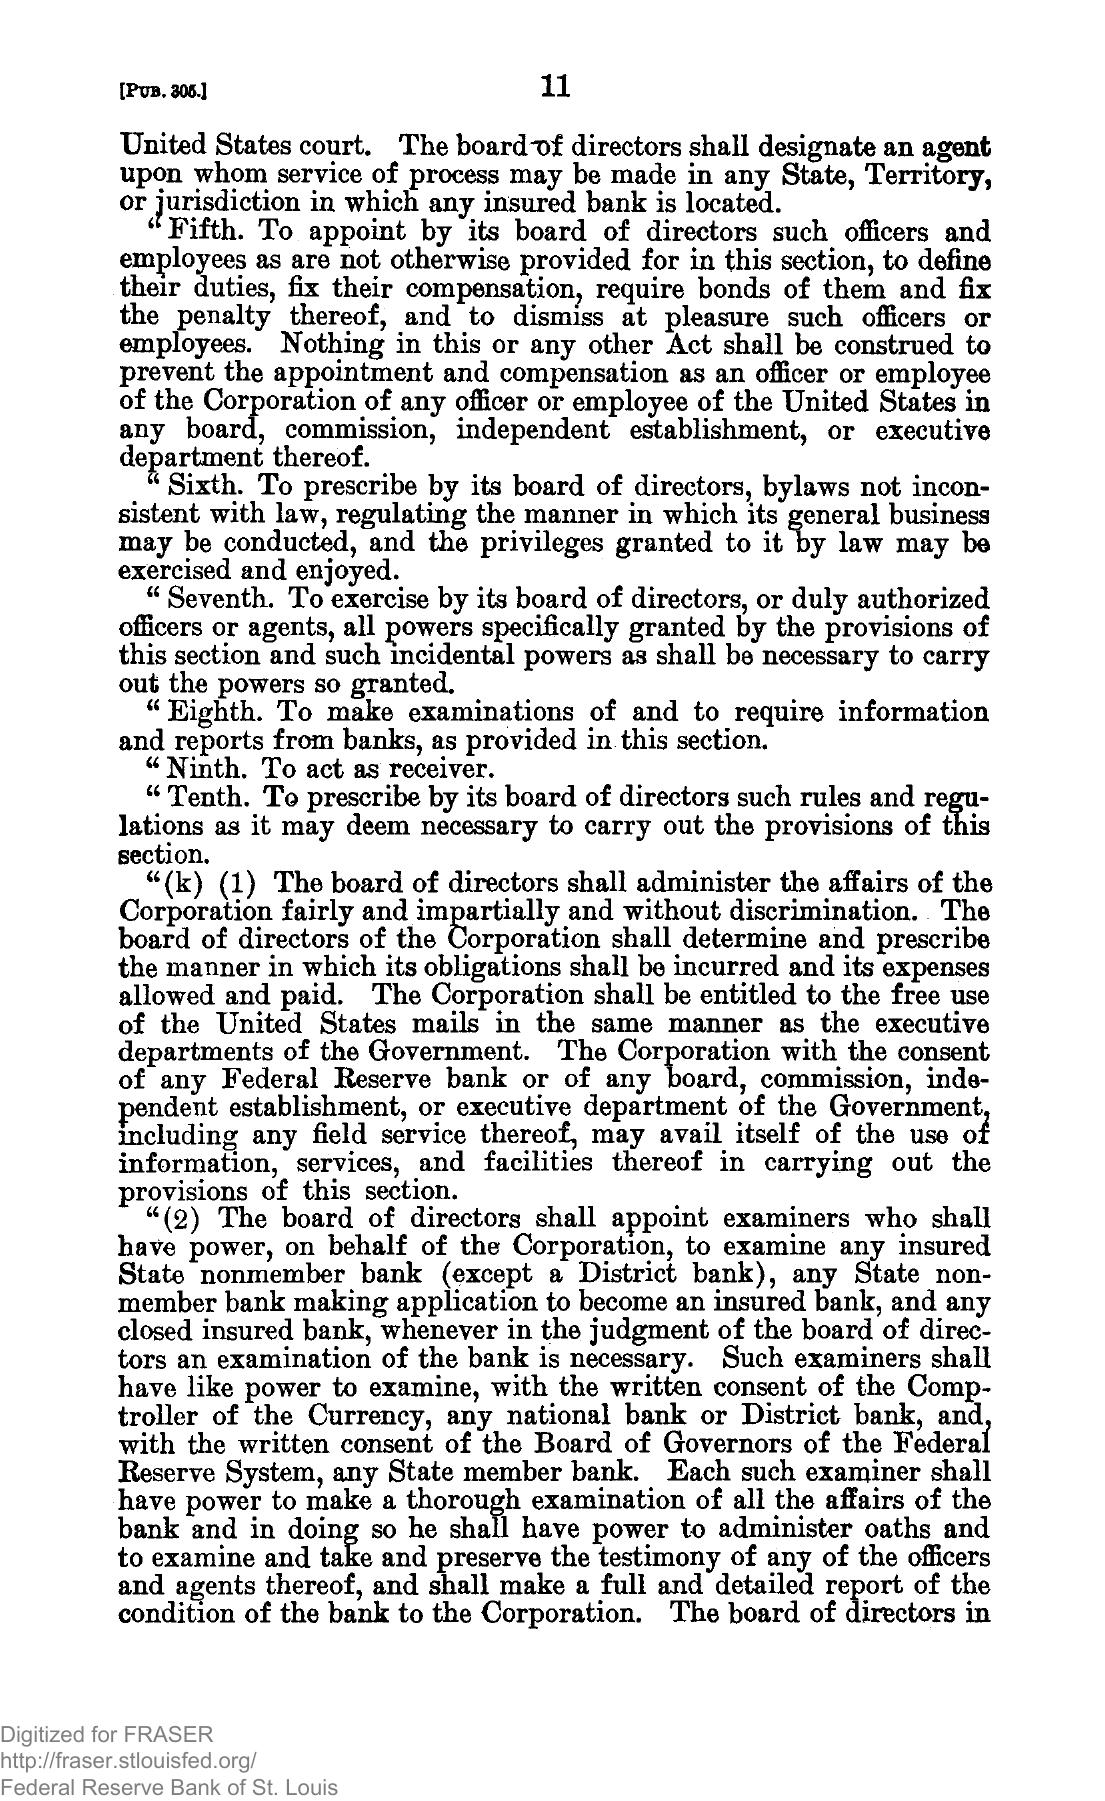 [PUB. 305.]
11
United States court. The board of directors shall designate an agent
upon whom service of process may be made in any State, Territory,
or jurisdiction in which any insured bank is located.
“Fifth. To appoint by its board of directors such officers and
employees as are not otherwise provided for in this section, to define
their duties, fix their compensation, require bonds of them and fix
the penalty thereof, and to dismiss at pleasure such officers or
employees. Nothing in this or any other Act shall be construed to
prevent the appointment and compensation as an officer or employee
of the Corporation of any officer or employee of the United States in
any board, commission, independent establishment, or executive
department thereof.
“Sixth. To prescribe by its board of directors, bylaws not incon-
sistent with law, regulating the manner in which its general business
may be conducted, and the privileges granted to it by law may be
exercised and enjoyed.
“Seventh. To exercise by its board of directors, or duly authorized
officers or agents, all powers specifically granted by the provisions of
this section and such incidental powers as shall be necessary to carry
out the powers so granted.
“Eighth. To make examinations of and to require information
and reports from banks, as provided in this section.
“Ninth. To act as receiver.
“Tenth. To prescribe by its board of directors such rules and regu-
lations as it may deem necessary to carry out the provisions of this
section.
“(k) (1) The board of directors shall administer the affairs of the
Corporation fairly and impartially and without discrimination. The
board of directors of the Corporation shall determine and prescribe
the manner in which its obligations shall be incurred and its expenses
allowed and paid. The Corporation shall be entitled to the free use
of the United States mails in the same manner as the executive
departments of the Government. The Corporation with the consent
of any Federal Reserve bank or of any board, commission, inde-
pendent establishment, or executive department of the Government,
including any field service thereof, may avail itself of the use of
information, services, and facilities thereof in carrying out the
provisions of this section.
“(2) The board of directors shall appoint examiners who shall
have power, on behalf of the Corporation, to examine any insured
State nonmember bank (except a District bank), any State non-
member bank making application to become an insured bank, and any
closed insured bank, whenever in the judgment of the board of direc-
tors an examination of the bank is necessary. Such examiners shall
have like power to examine, with the written consent of the Comp-
troller of the Currency, any national bank or District bank, and,
with the written consent of the Board of Governors of the Federal
Reserve System, any State member bank. Each such examiner shall
have power to make a thorough examination of all the affairs of the
bank and in doing so he shall have power to administer oaths and
to examine and take and preserve the testimony of any of the officers
and agents thereof, and shall make a full and detailed report of the
condition of the bank to the Corporation. The board of directors in
Digitized for FRASER
http://fraser.stlouisfed.org/
Federal Reserve Bank of St. Louis